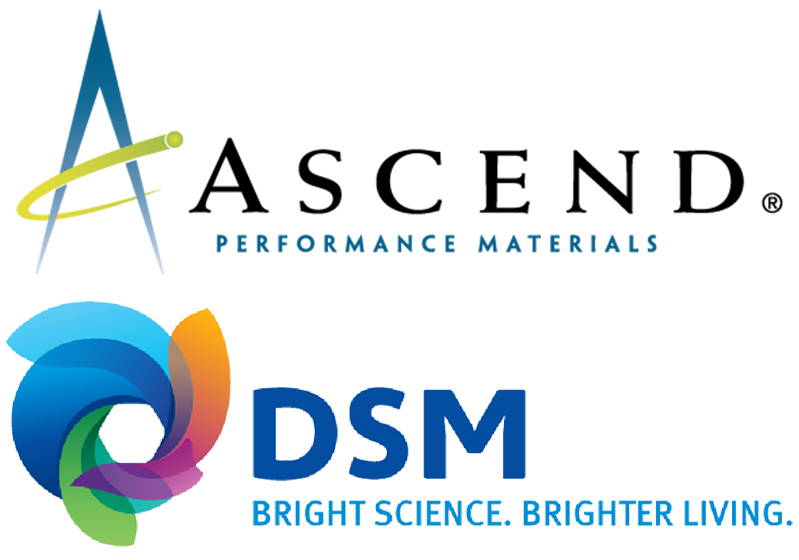 ASCEND®
PERFORMANCE MATERIALS
DSM
BRIGHT SCIENCE. BRIGHTER LIVING.